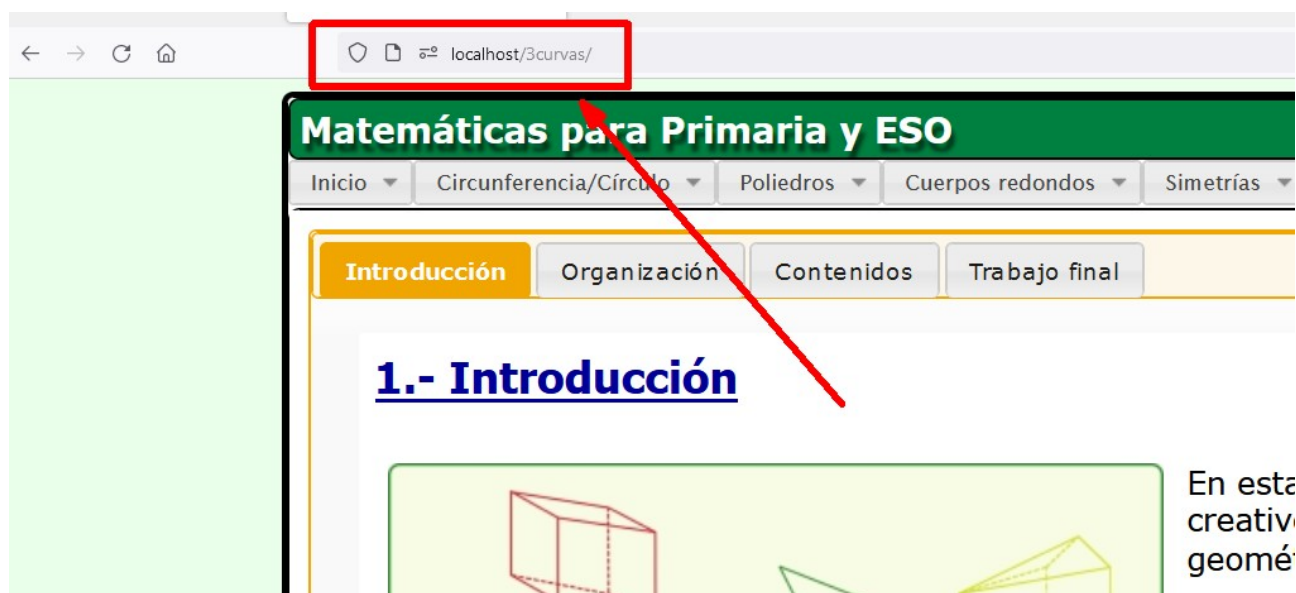 localhost/3curvas/
Matemáticas para Primaria y ESO
Inicio Circunferencia/Círculo Poliedros Cuerpos redondos Simetrías
Introducción Organización Contenidos Trabajo final
1.- Introducción
En esta
creativ
geomét